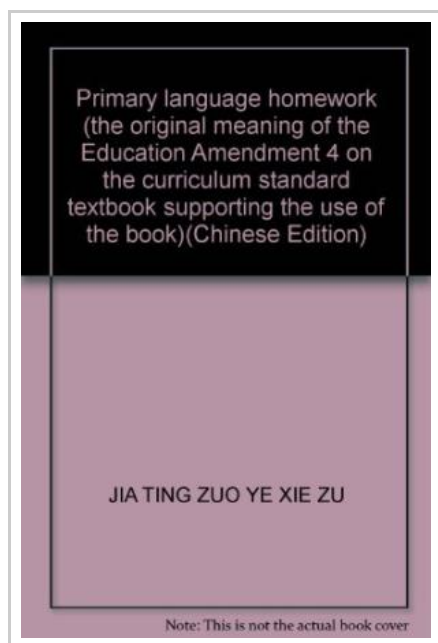 Primary language homework
(the original meaning of the
Education Amendment 4 on
the curriculum standard
textbook supporting the use of
the book)(Chinese Edition)
JIA TING ZUO YE XIE ZU
Note: This is not the actual book cover